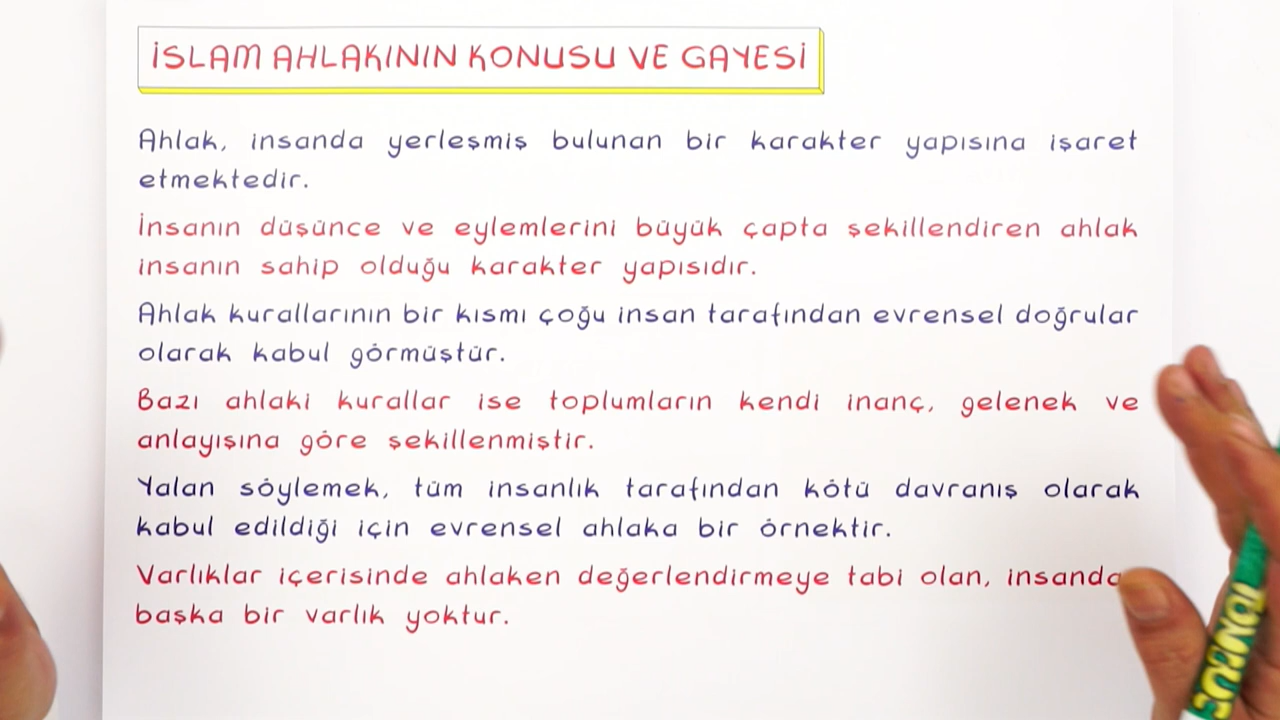 İSLAM AHLAKININ KONUSU VE GAYESİ
Ahlak, insanda yerleşmiş bulunan bir karakter yapısına işaret
etmektedir.
İnsanın düşünce ve eylemlerini büyük çapta şekillendiren ahlak
insanın sahip olduğu karakter yapısıdır.
Ahlak kurallarının bir kısmı çoğu insan tarafından evrensel doğrular
olarak kabul görmüştür.
Bazı ahlaki kurallar ise toplumların kendi inanç, gelenek ve
anlayışına göre şekillenmiştir.
Yalan söylemek, tüm insanlık tarafından kötü davranış olarak
kabul edildiği için evrensel ahlaka bir örnektir.
Varlıklar içerisinde ahlaken değerlendirmeye tabi olan, insanda
başka bir varlık yoktur.